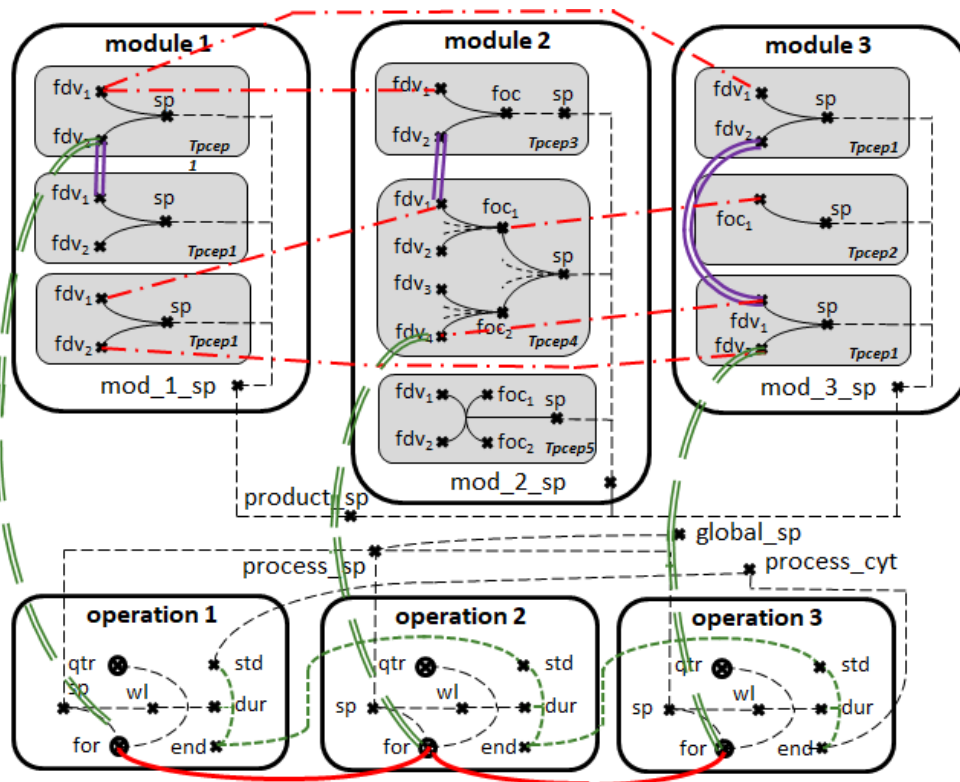 module 1
fdv1
sp
fdv2
Tpcep
1
fdv1
sp
fdv2
Tpcep1
fdv1
sp
fdv2
Tpcep1
mod_1_sp
module 2
fdv1
foc
sp
fdv2
Tpcep3
fdv1
foc1
fdv2
sp
fdv3
foc2
fdv4
Tpcep4
fdv1
foc1
sp
fdv2
foc2
Tpcep5
mod_2_sp
module 3
fdv1
sp
fdv2
Tpcep1
foc1
sp
Tpcep2
fdv1
sp
fdv2
Tpcep1
mod_3_sp
product_sp
global_sp
process_sp
process_cyt
operation 1
qtr
std
sp
wl
dur
for
end
operation 2
qtr
std
sp
wl
dur
for
end
operation 3
qtr
std
sp
wl
dur
for
end